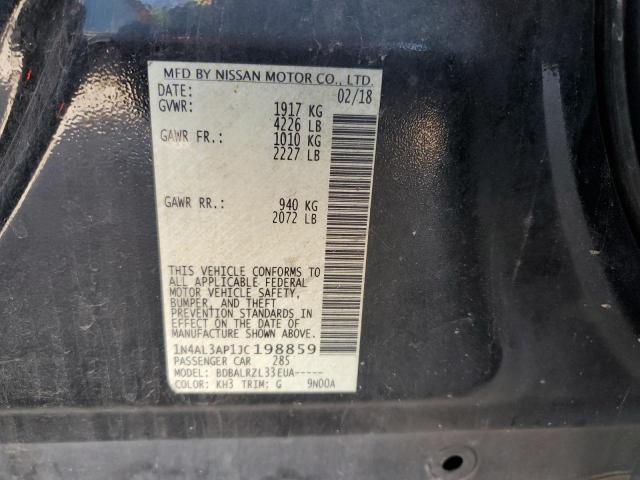 MFD BY NISSAN MOTOR CO., LTD.
DATE: 02/18
GVWR: 1917 KG
4226 LB
GAWR FR.: 1010 KG
2227 LB
GAWR RR.: 940 KG
2072 LB
THIS VEHICLE CONFORMS TO
ALL APPLICABLE FEDERAL
MOTOR VEHICLE SAFETY,
BUMPER, AND THEFT
PREVENTION STANDARDS IN
EFFECT ON THE DATE OF
MANUFACTURE SHOWN ABOVE.
1N4AL3AP1JC198859
PASSENGER CAR 285
MODEL: BDBALRZL33EUA-----
COLOR: KH3 TRIM: G 9N00A